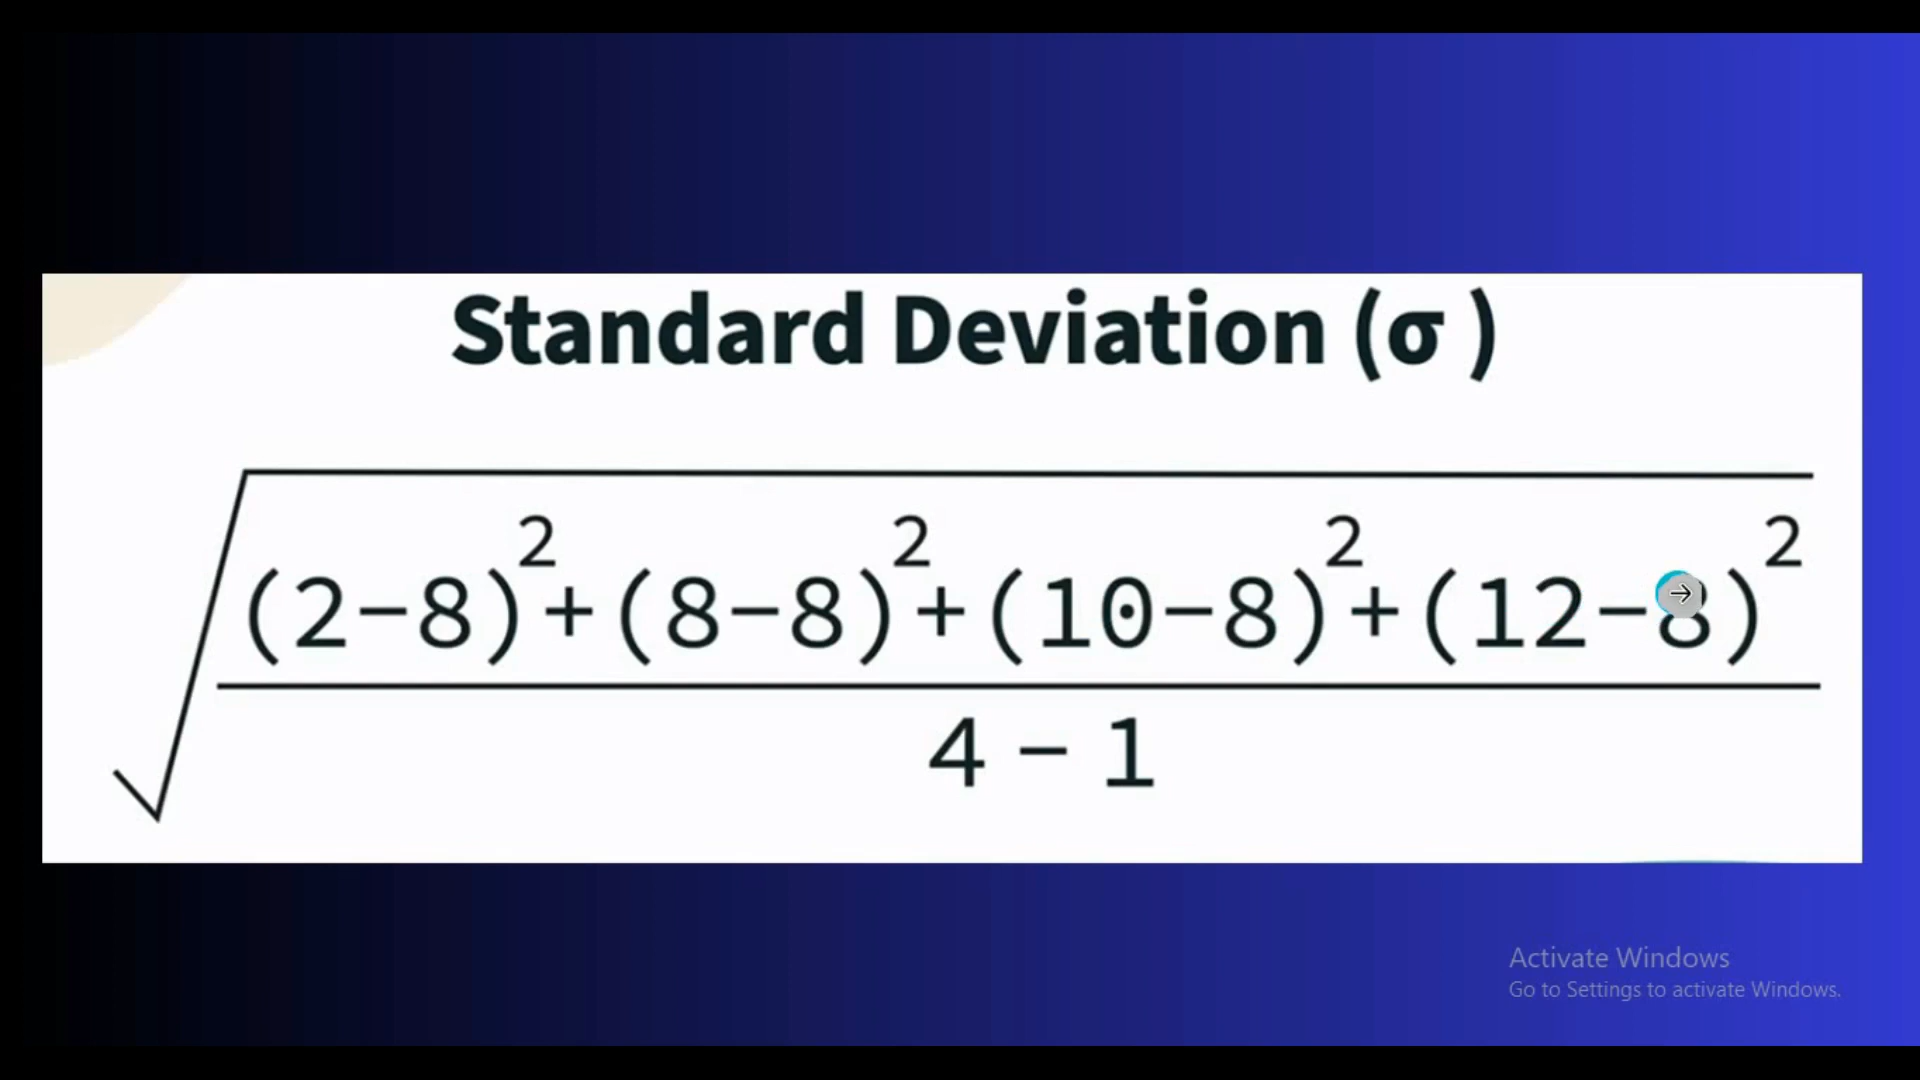 Standard Deviation (σ )
√
(2−8)²+(8−8)²+(10−8)²+(12−8)²
4 − 1
Activate Windows
Go to Settings to activate Windows.